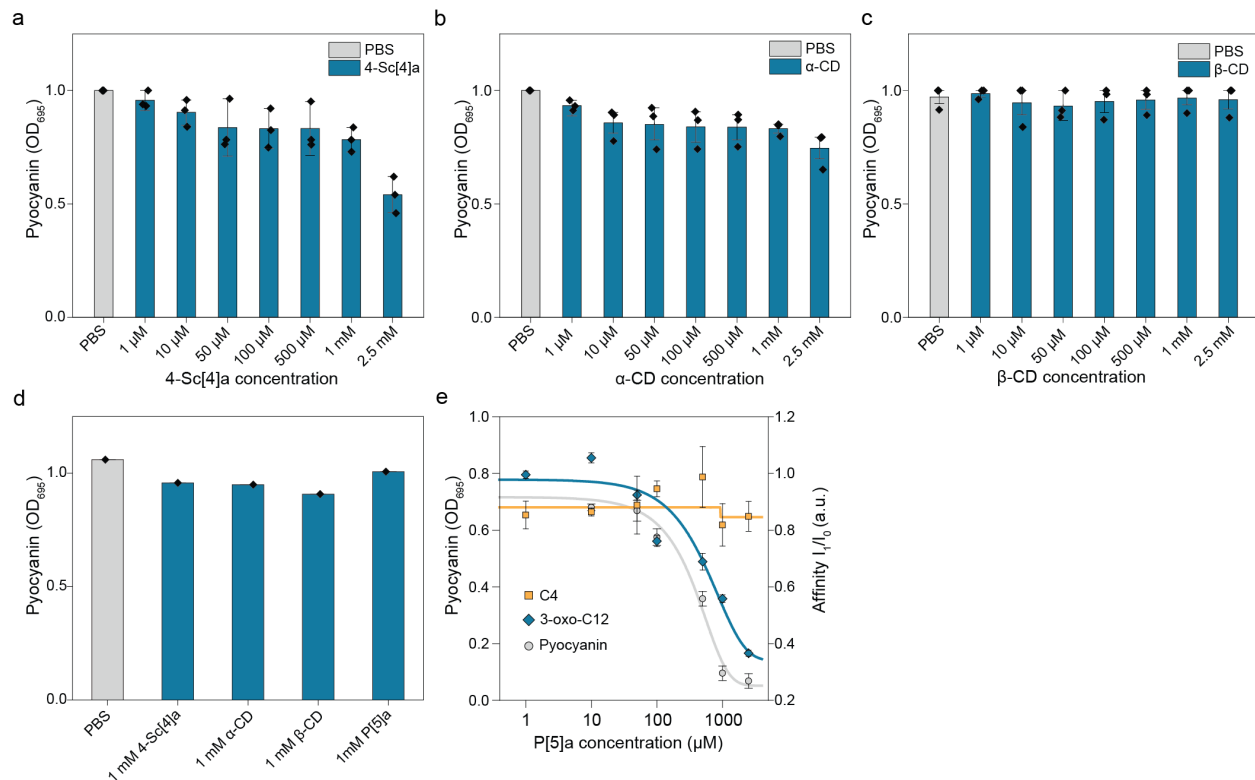 a
PBS
4-Sc[4]a
Pyocyanin (OD695)
1.0
0.5
0.0
PBS
1 µM
10 µM
50 µM
100 µM
500 µM
1 mM
2.5 mM
4-Sc[4]a concentration
b
PBS
α-CD
Pyocyanin (OD695)
1.0
0.5
0.0
PBS
1 µM
10 µM
50 µM
100 µM
500 µM
1 mM
2.5 mM
α-CD concentration
c
PBS
β-CD
Pyocyanin (OD695)
1.0
0.5
0.0
PBS
1 µM
10 µM
50 µM
100 µM
500 µM
1 mM
2.5 mM
β-CD concentration
d
Pyocyanin (OD695)
1.0
0.5
0.0
PBS
1 mM 4-Sc[4]a
1 mM α-CD
1 mM β-CD
1mM P[5]a
e
Pyocyanin (OD695)
1.0
0.8
0.6
0.4
0.2
0.0
C4
3-oxo-C12
Pyocyanin
1
10
100
1000
P[5]a concentration (µM)
1.2
1.0
0.8
0.6
0.4
0.2
Affinity I1/I0 (a.u.)